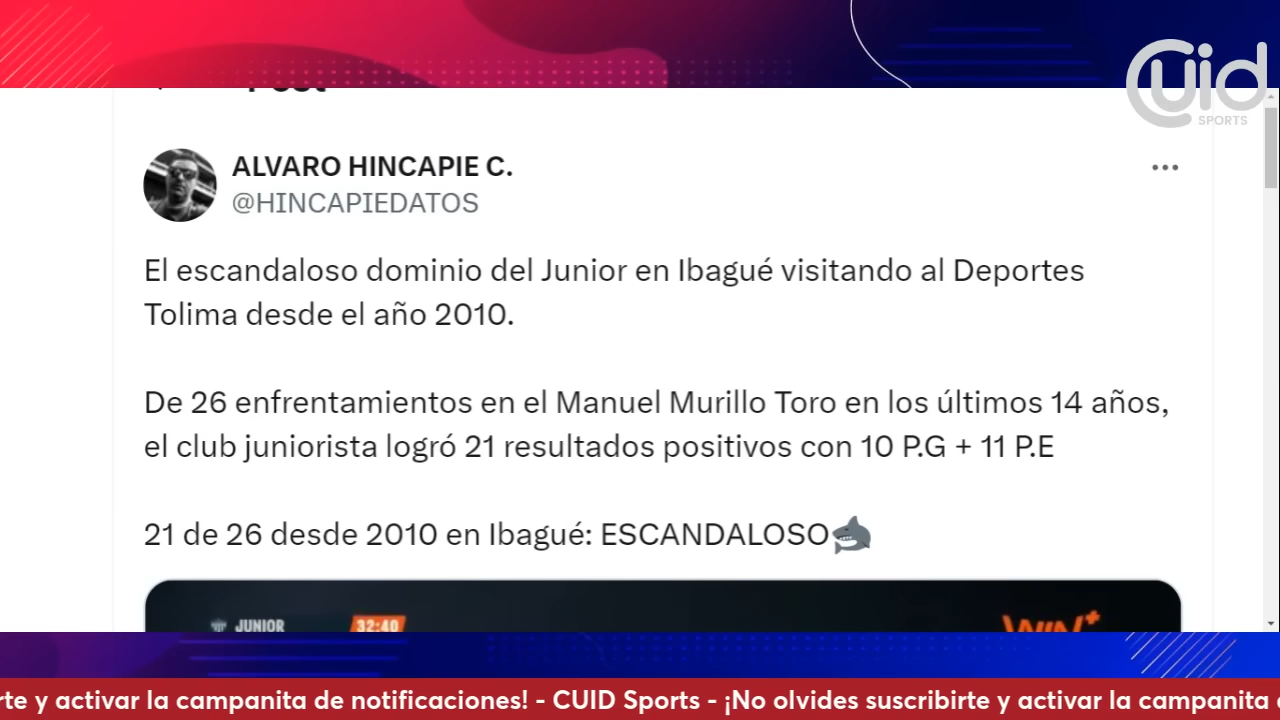 Cuid
SPORTS
Post
ALVARO HINCAPIE C.
@HINCAPIEDATOS
El escandaloso dominio del Junior en Ibagué visitando al Deportes
Tolima desde el año 2010.
De 26 enfrentamientos en el Manuel Murillo Toro en los últimos 14 años,
el club juniorista logró 21 resultados positivos con 10 P.G + 11 P.E
21 de 26 desde 2010 en Ibagué: ESCANDALOSO🦈
JUNIOR
32:40
WIN+
rte y activar la campanita de notificaciones! - CUID Sports - ¡No olvides suscribirte y activar la campanita